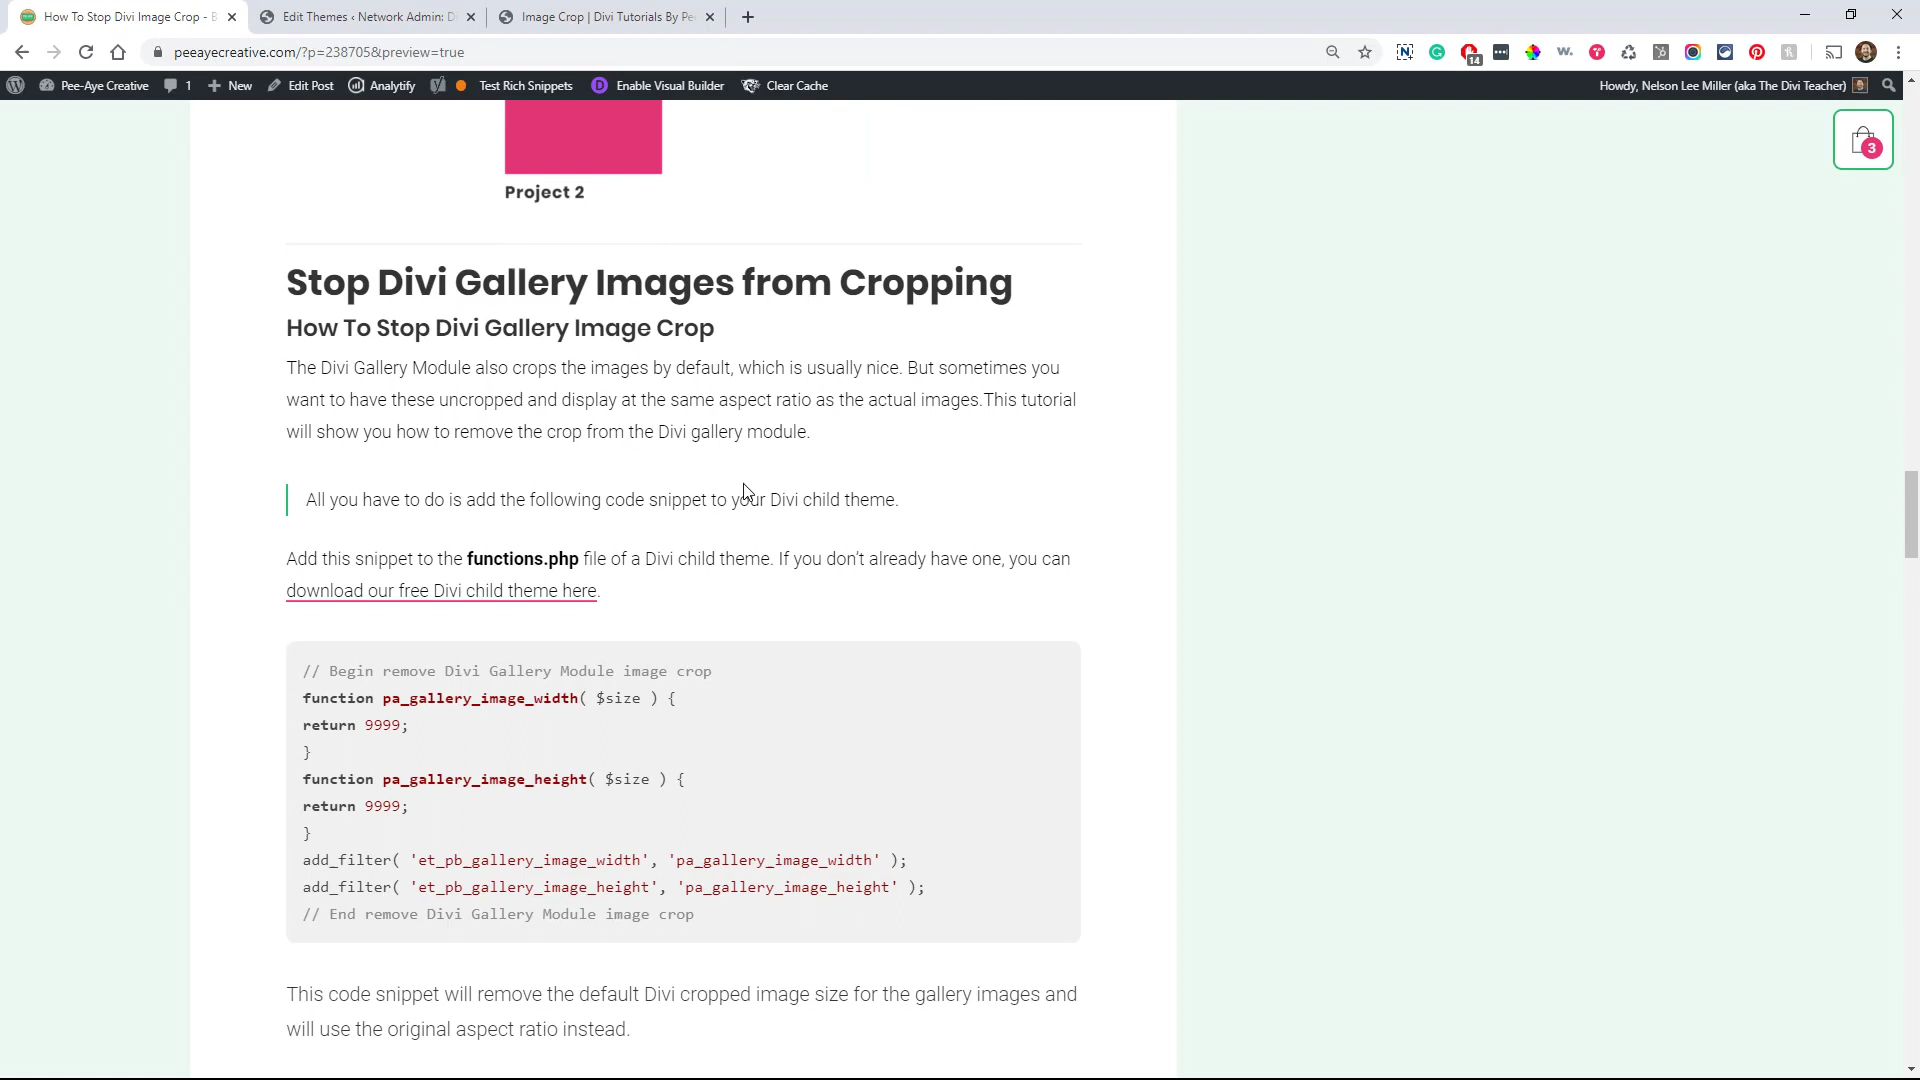 How To Stop Divi Image Crop - B
Edit Themes ‹ Network Admin: D
Image Crop | Divi Tutorials By Pe
peeayecreative.com/?p=238705&preview=true
14
Pee-Aye Creative
1
New
Edit Post
Analytify
Test Rich Snippets
D
Enable Visual Builder
Clear Cache
Howdy, Nelson Lee Miller (aka The Divi Teacher)
3
Project 2
Stop Divi Gallery Images from Cropping
How To Stop Divi Gallery Image Crop
The Divi Gallery Module also crops the images by default, which is usually nice. But sometimes you
want to have these uncropped and display at the same aspect ratio as the actual images.This tutorial
will show you how to remove the crop from the Divi gallery module.
All you have to do is add the following code snippet to your Divi child theme.
Add this snippet to the functions.php file of a Divi child theme. If you don’t already have one, you can
download our free Divi child theme here.
// Begin remove Divi Gallery Module image crop
function pa_gallery_image_width( $size ) {
return 9999;
}
function pa_gallery_image_height( $size ) {
return 9999;
}
add_filter( 'et_pb_gallery_image_width', 'pa_gallery_image_width' );
add_filter( 'et_pb_gallery_image_height', 'pa_gallery_image_height' );
// End remove Divi Gallery Module image crop
This code snippet will remove the default Divi cropped image size for the gallery images and
will use the original aspect ratio instead.